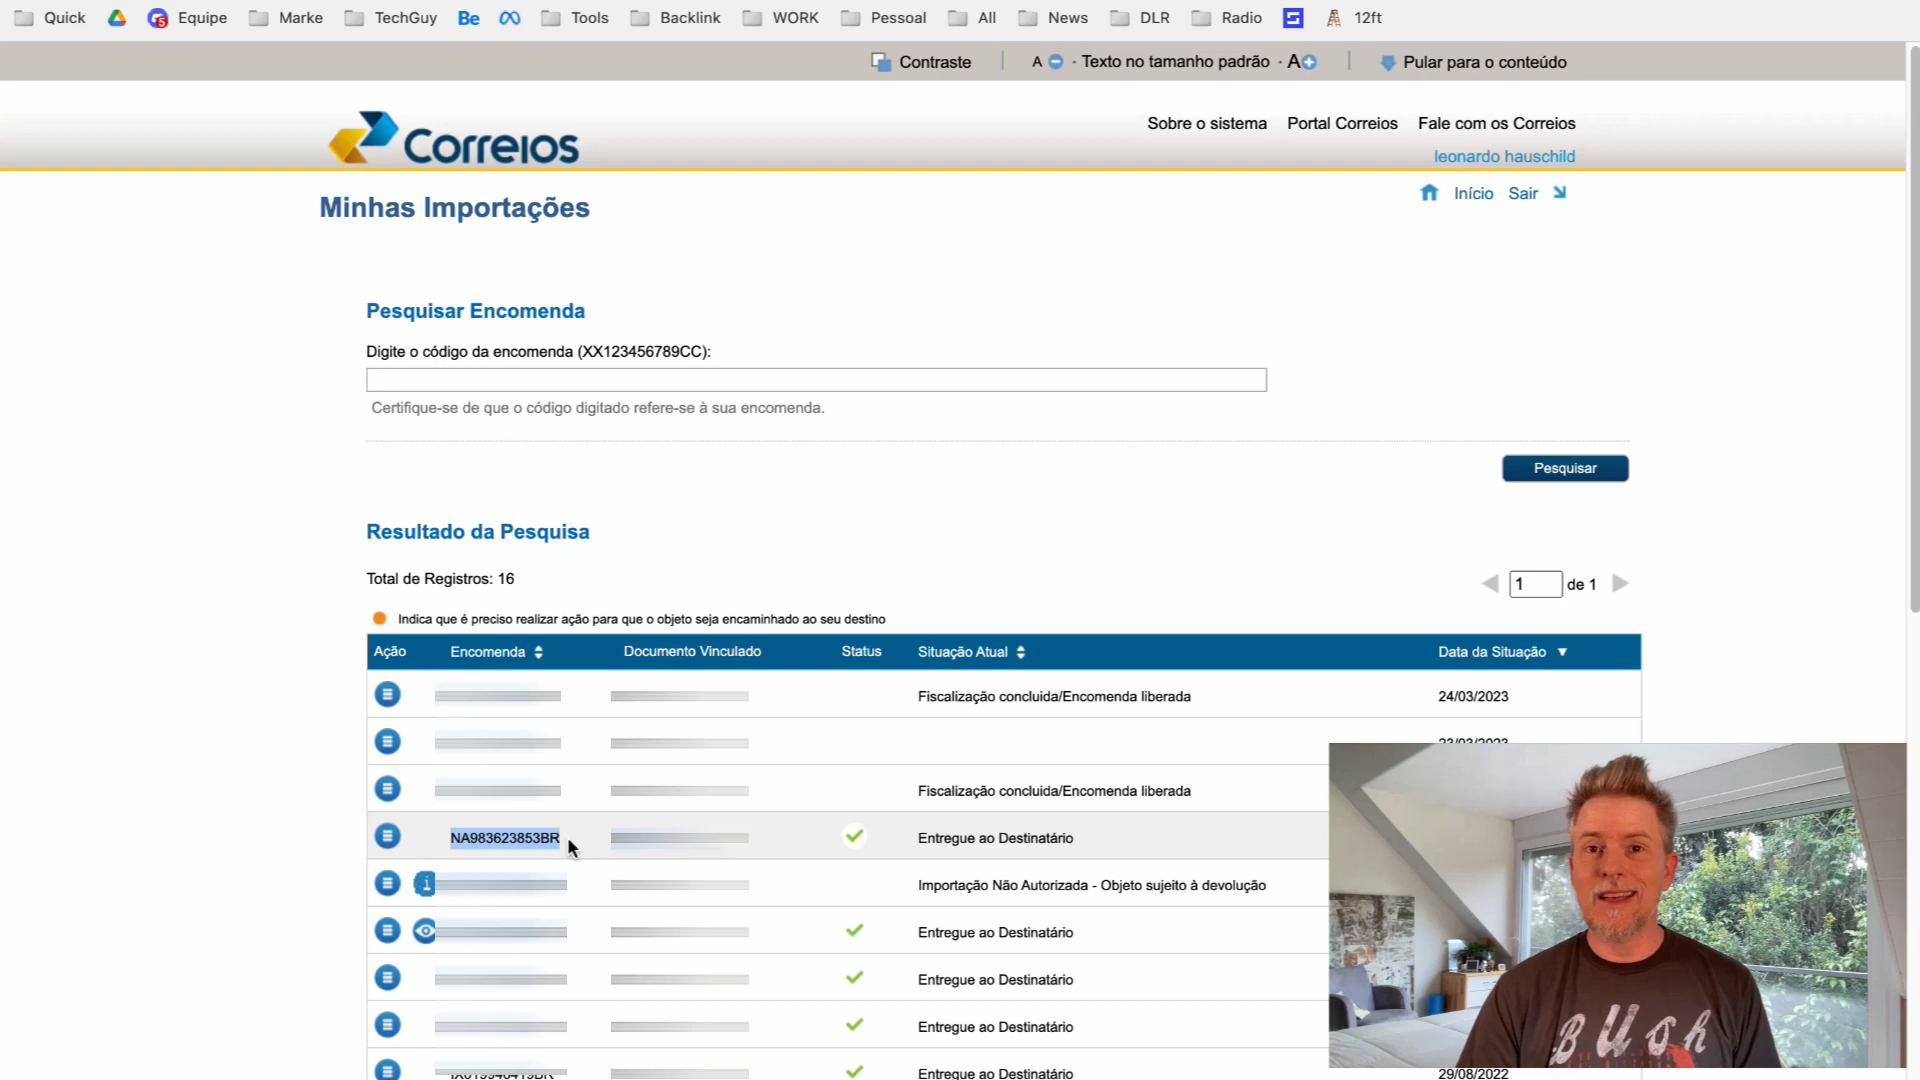 Quick Equipe Marke TechGuy Be Tools Backlink WORK Pessoal All News DLR Radio 12ft
Contraste | A · Texto no tamanho padrão · A | Pular para o conteúdo
Correios
Sobre o sistema Portal Correios Fale com os Correios
leonardo hauschild
Minhas Importações
Início Sair
Pesquisar Encomenda
Digite o código da encomenda (XX123456789CC):
Certifique-se de que o código digitado refere-se à sua encomenda.
Pesquisar
Resultado da Pesquisa
Total de Registros: 16
1 de 1
Indica que é preciso realizar ação para que o objeto seja encaminhado ao seu destino
Ação Encomenda Documento Vinculado Status Situação Atual Data da Situação
Fiscalização concluida/Encomenda liberada 24/03/2023
23/03/2023
Fiscalização concluida/Encomenda liberada
NA983623853BR Entregue ao Destinatário
Importação Não Autorizada - Objeto sujeito à devolução
Entregue ao Destinatário
Entregue ao Destinatário
Entregue ao Destinatário
Entregue ao Destinatário 29/08/2022
BUSH